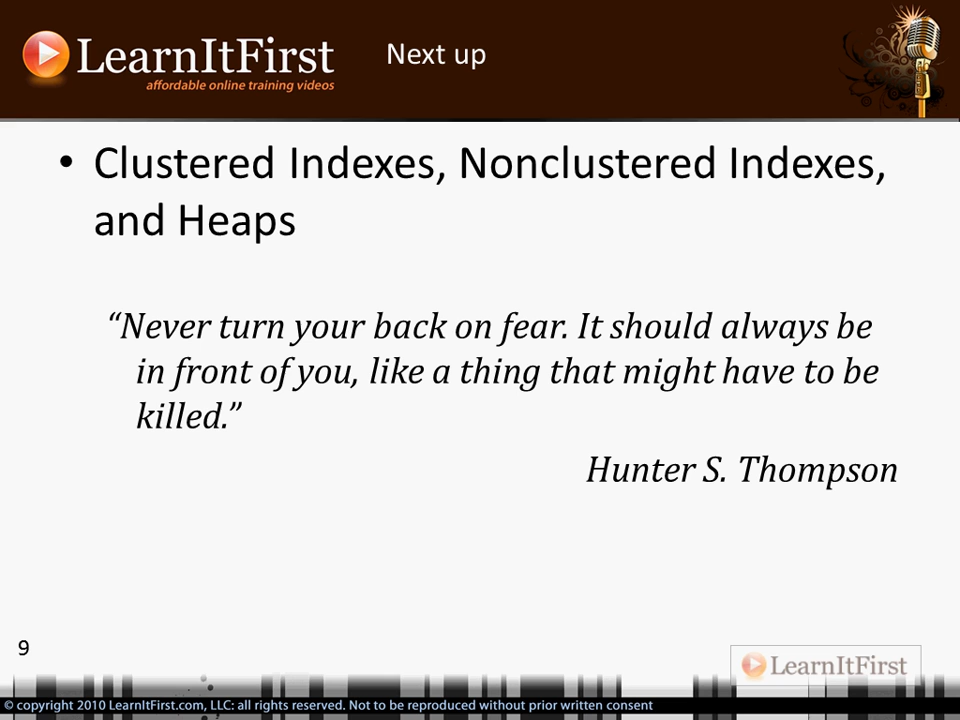 LearnItFirst
affordable online training videos
Next up
• Clustered Indexes, Nonclustered Indexes,
and Heaps
“Never turn your back on fear. It should always be
in front of you, like a thing that might have to be
killed.”
Hunter S. Thompson
9
LearnItFirst
© copyright 2010 LearnItFirst.com, LLC: all rights reserved. Not to be reproduced without prior written consent